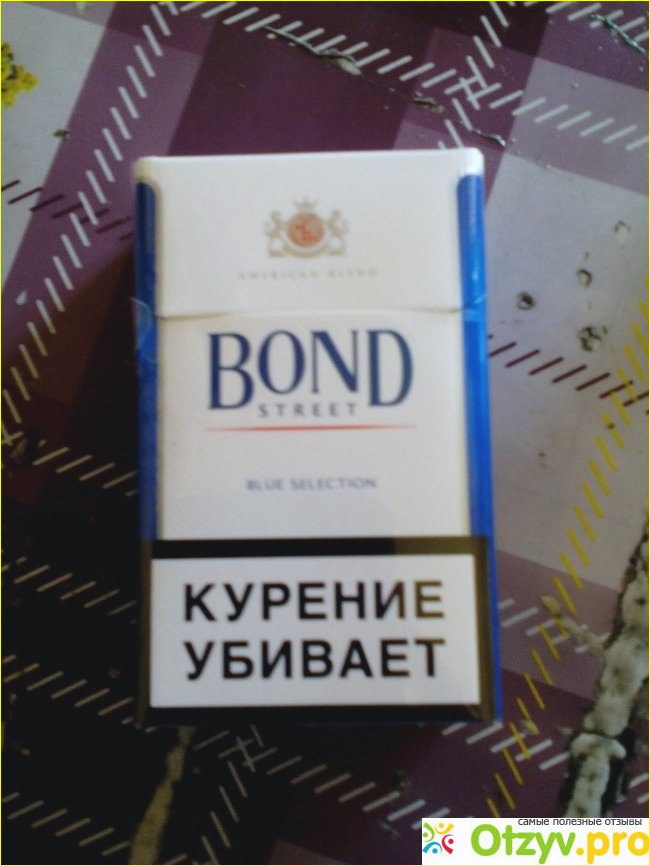 AMERICAN BLEND
BOND
STREET
BLUE SELECTION
КУРЕНИЕ
УБИВАЕТ
самые полезные отзывы
Otzyv.pro